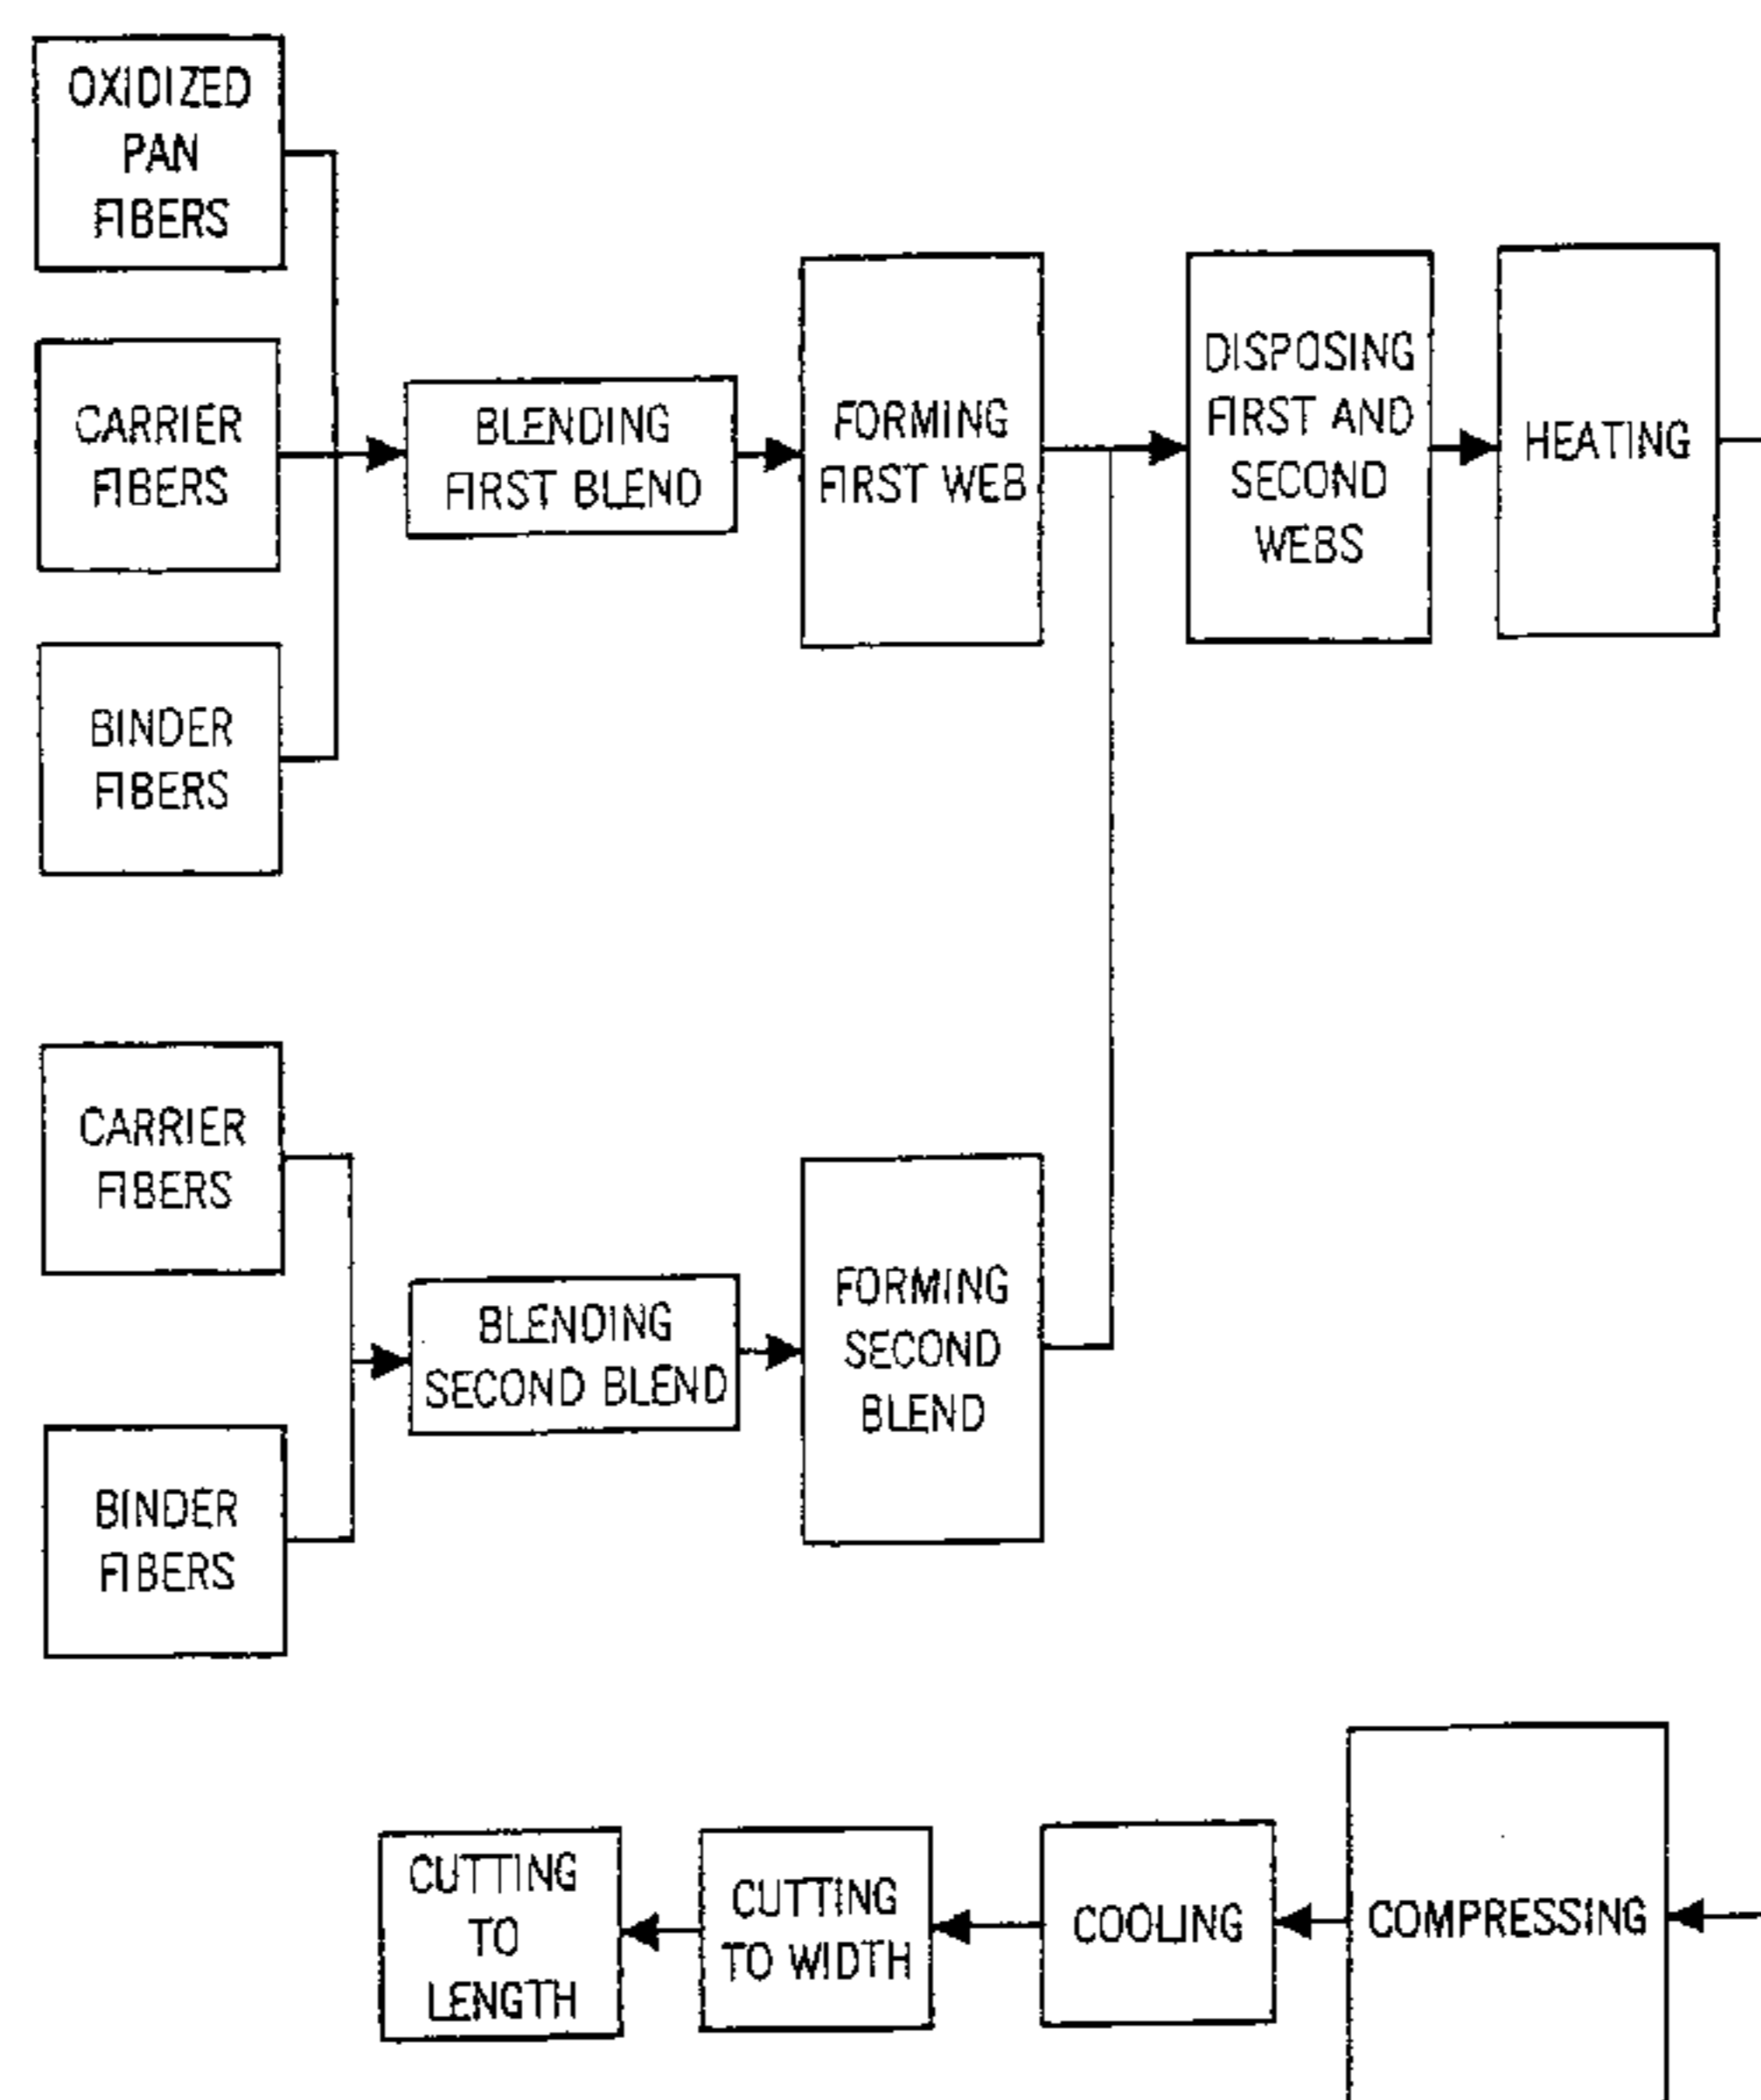 OXIDIZED
PAN
FIBERS
CARRIER
FIBERS
BINDER
FIBERS
BLENDING
FIRST BLEND
FORMING
FIRST WEB
DISPOSING
FIRST AND
SECOND
WEBS
HEATING
CARRIER
FIBERS
BINDER
FIBERS
BLENDING
SECOND BLEND
FORMING
SECOND
BLEND
COMPRESSING
COOLING
CUTTING
TO WIDTH
CUTTING
TO
LENGTH